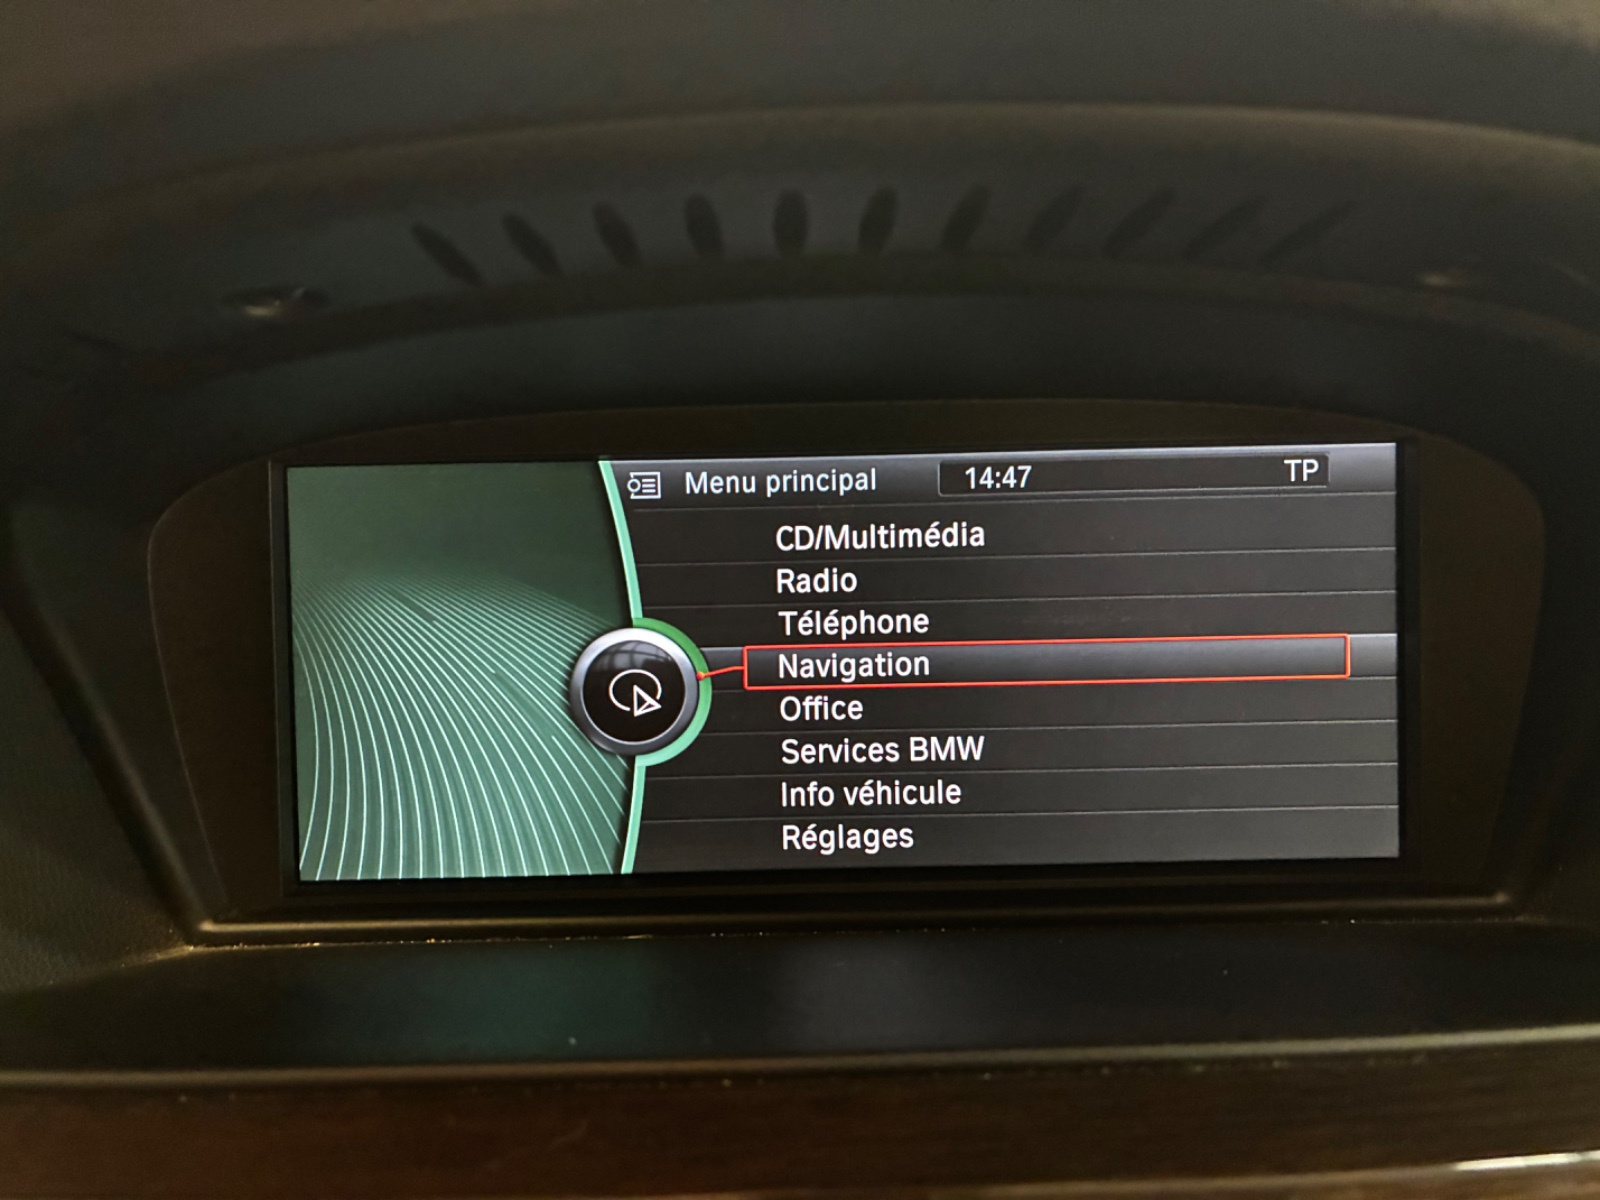 Menu principal 14:47 TP
CD/Multimédia
Radio
Téléphone
Navigation
Office
Services BMW
Info véhicule
Réglages